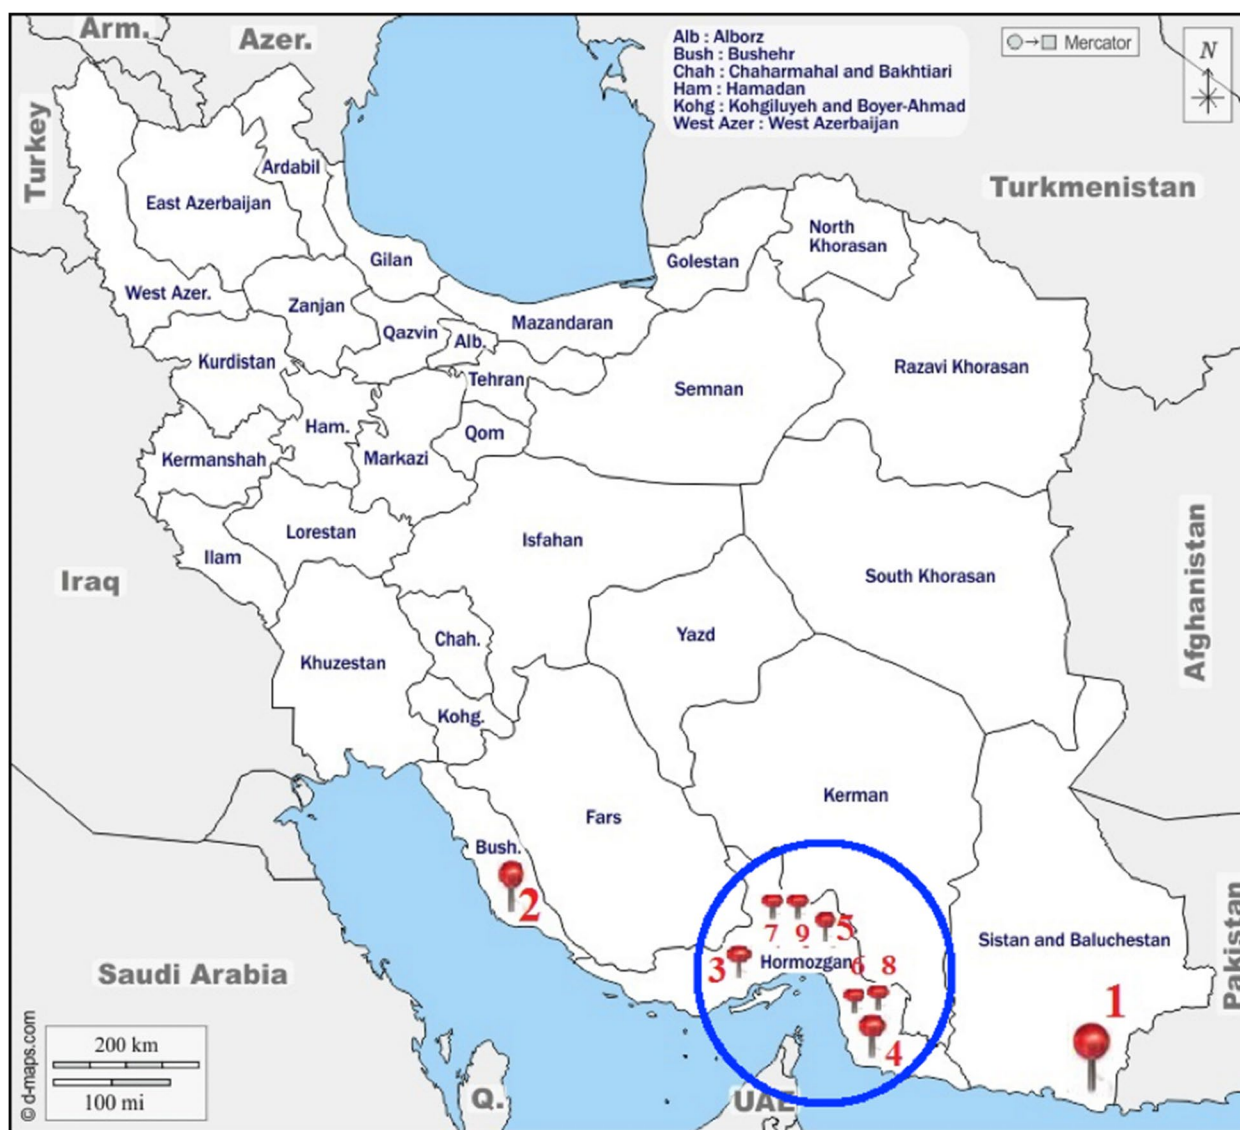 Arm.
Azer.
Alb : Alborz
Bush : Bushehr
Chah : Chaharmahal and Bakhtiari
Ham : Hamadan
Kohg : Kohgiluyeh and Boyer-Ahmad
West Azer : West Azerbaijan
Mercator
N
Turkey
Ardabil
East Azerbaijan
Turkmenistan
North
Khorasan
Gilan
Golestan
West Azer.
Zanjan
Mazandaran
Qazvin
Alb.
Kurdistan
Tehran
Semnan
Razavi Khorasan
Ham.
Qom
Kermanshah
Markazi
Lorestan
Isfahan
Ilam
South Khorasan
Afghanistan
Iraq
Chah.
Yazd
Khuzestan
Kohg.
Kerman
Fars
Bush.
2
7
9
5
Sistan and Baluchestan
Pakistan
3
Hormozgan
6
8
Saudi Arabia
1
4
200 km
100 mi
Q.
UAE
© d-maps.com